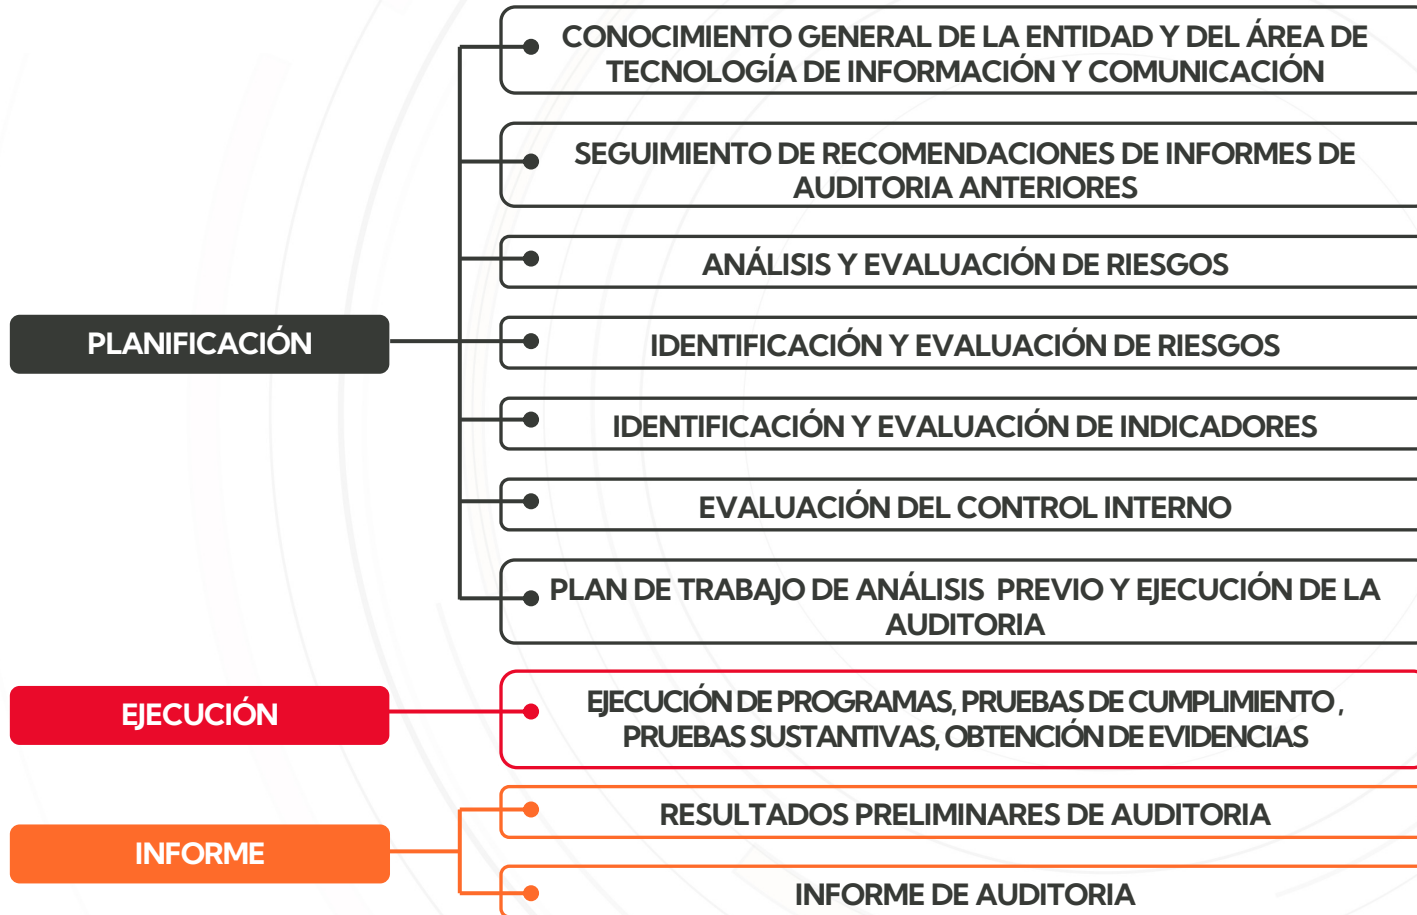 CONOCIMIENTO GENERAL DE LA ENTIDAD Y DEL ÁREA DE
TECNOLOGÍA DE INFORMACIÓN Y COMUNICACIÓN
SEGUIMIENTO DE RECOMENDACIONES DE INFORMES DE
AUDITORIA ANTERIORES
ANÁLISIS Y EVALUACIÓN DE RIESGOS
PLANIFICACIÓN
IDENTIFICACIÓN Y EVALUACIÓN DE RIESGOS
IDENTIFICACIÓN Y EVALUACIÓN DE INDICADORES
EVALUACIÓN DEL CONTROL INTERNO
PLAN DE TRABAJO DE ANÁLISIS PREVIO Y EJECUCIÓN DE LA
AUDITORIA
EJECUCIÓN
EJECUCIÓN DE PROGRAMAS, PRUEBAS DE CUMPLIMIENTO ,
PRUEBAS SUSTANTIVAS, OBTENCIÓN DE EVIDENCIAS
INFORME
RESULTADOS PRELIMINARES DE AUDITORIA
INFORME DE AUDITORIA